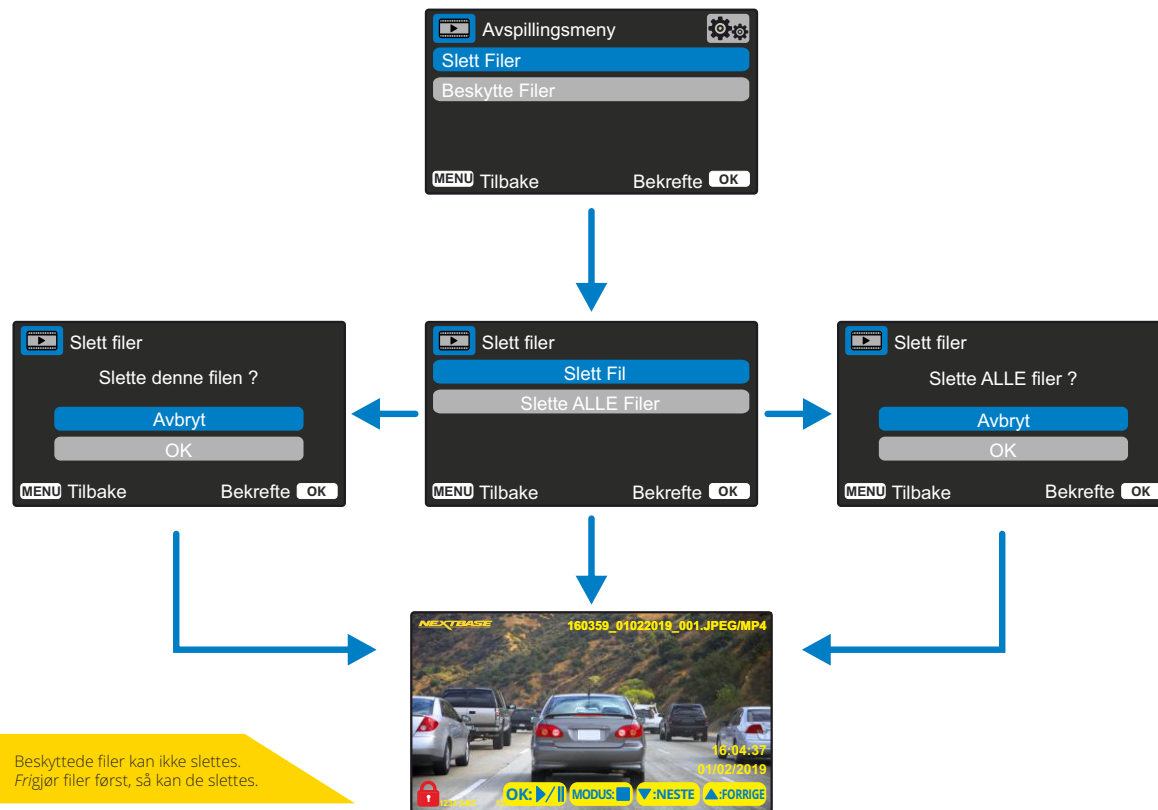 Avspillingsmeny
Slett Filer
Beskytte Filer
MENU Tilbake Bekrefte OK
Slett filer
Slette denne filen ?
Avbryt
OK
MENU Tilbake Bekrefte OK
Slett filer
Slett Fil
Slette ALLE Filer
MENU Tilbake Bekrefte OK
Slett filer
Slette ALLE filer ?
Avbryt
OK
MENU Tilbake Bekrefte OK
NEXTBASE 160359_01022019_001.JPEG/MP4
16:04:37
01/02/2019
OK: MODUS: ▼:NESTE ▲:FORRIGE
Beskyttede filer kan ikke slettes.
Frigjør filer først, så kan de slettes.